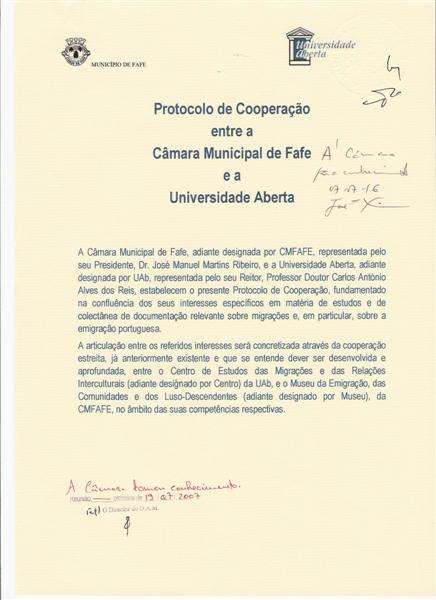 MUNICÍPIO DE FAFE
Universidade
Aberta
Protocolo de Cooperação
entre a
Câmara Municipal de Fafe
e a
Universidade Aberta
À Câmara
07-07-16
A Câmara Municipal de Fafe, adiante designada por CMFAFE, representada pelo
seu Presidente, Dr. José Manuel Martins Ribeiro, e a Universidade Aberta, adiante
designada por UAb, representada pelo seu Reitor, Professor Doutor Carlos António
Alves dos Reis, estabelecem o presente Protocolo de Cooperação, fundamentado
na confluência dos seus interesses específicos em matéria de estudos e de
colectânea de documentação relevante sobre migrações e, em particular, sobre a
emigração portuguesa.
A articulação entre os referidos interesses será concretizada através da cooperação
estreita, já anteriormente existente e que se entende dever ser desenvolvida e
aprofundada, entre o Centro de Estudos das Migrações e das Relações
Interculturais (adiante designado por Centro) da UAb, e o Museu da Emigração, das
Comunidades e dos Luso-Descendentes (adiante designado por Museu), da
CMFAFE, no âmbito das suas competências respectivas.
A Câmara tomou conhecimento.
Reunião ordinária de 19/07/2007
O Director do D.A.M.